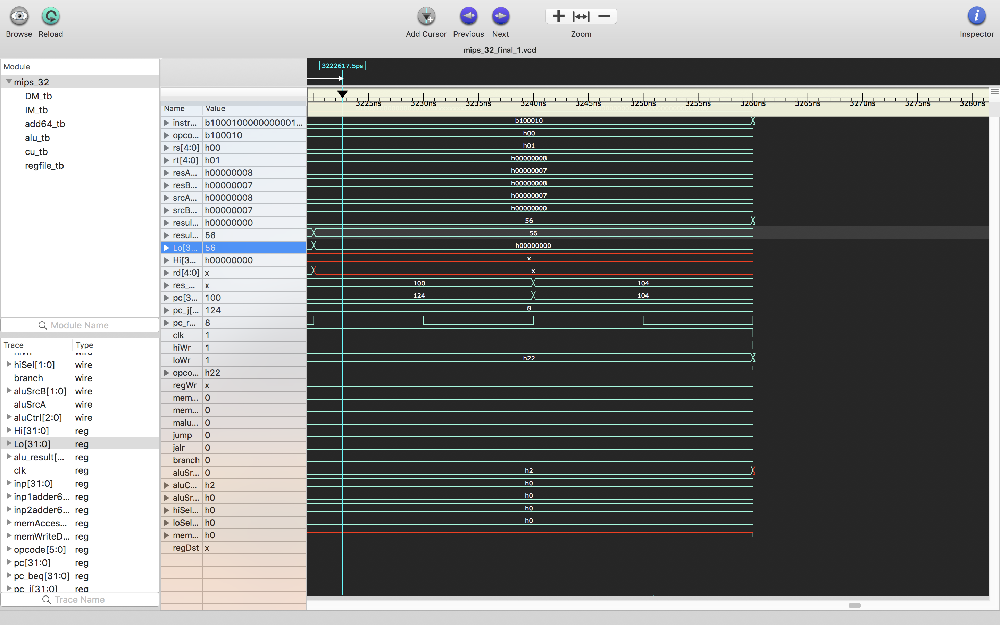 Browse Reload Add Cursor Previous Next Zoom Inspector
mips_32_final_1.vcd
Module
mips_32
DM_tb
IM_tb
add64_tb
alu_tb
cu_tb
regfile_tb
Module Name
Trace Type
hiSel[1:0] wire
branch wire
aluSrcB[1:0] wire
aluSrcA wire
aluCtrl[2:0] wire
Hi[31:0] reg
Lo[31:0] reg
alu_result[... reg
clk reg
inp[31:0] reg
inp1adder6... reg
inp2adder6... reg
memAcces... reg
memWriteD... reg
opcode[5:0] reg
pc[31:0] reg
pc_beq[31:0] reg
pc_j[31:0] reg
Trace Name
Name Value
instr... b1000100000000001...
opco... b100010
rs[4:0] h00
rt[4:0] h01
resA... h00000008
resB... h00000007
srcA... h00000008
srcB... h00000007
resul... h00000000
resul... 56
Lo[3... 56
Hi[3... h00000000
rd[4:0] x
res_... x
pc[3... 100
pc_j[... 124
pc_r... 8
clk 1
hiWr 1
loWr 1
opco... h22
regWr x
mem... 0
mem... 0
malu... 0
jump 0
jalr 0
branch 0
aluSr... 0
aluC... h2
aluSr... h0
hiSel... h0
loSel... h0
mem... h0
regDst x
3222617.5ps
3225ns 3230ns 3235ns 3240ns 3245ns 3250ns 3255ns 3260ns 3265ns 3270ns 3275ns 3280ns
b100010
h00
h01
h00000008
h00000007
h00000008
h00000007
h00000000
56
56
h00000000
x
x
100 104
124 104
8
h22
h2
h0
h0
h0
h0